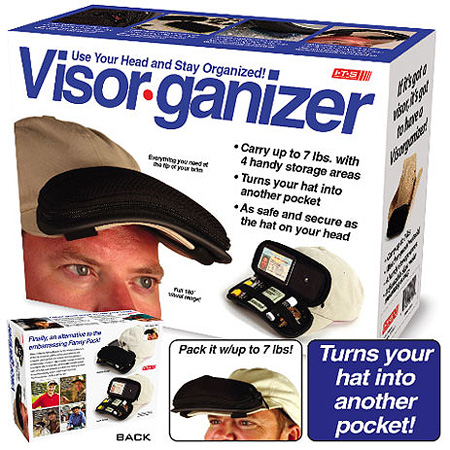 Use Your Head and Stay Organized!
Visor•ganizer
Everything you need at
the tip of your brim
• Carry up to 7 lbs. with
4 handy storage areas
• Turns your hat into
another pocket
• As safe and secure as
the hat on your head
Full 180°
visual range!
If it's got a
visor, it's got
to have a
Visorganizer!
Finally, an alternative to the
embarrassing Fanny Pack!
BACK
Pack it w/up to 7 lbs!
Turns your
hat into
another
pocket!